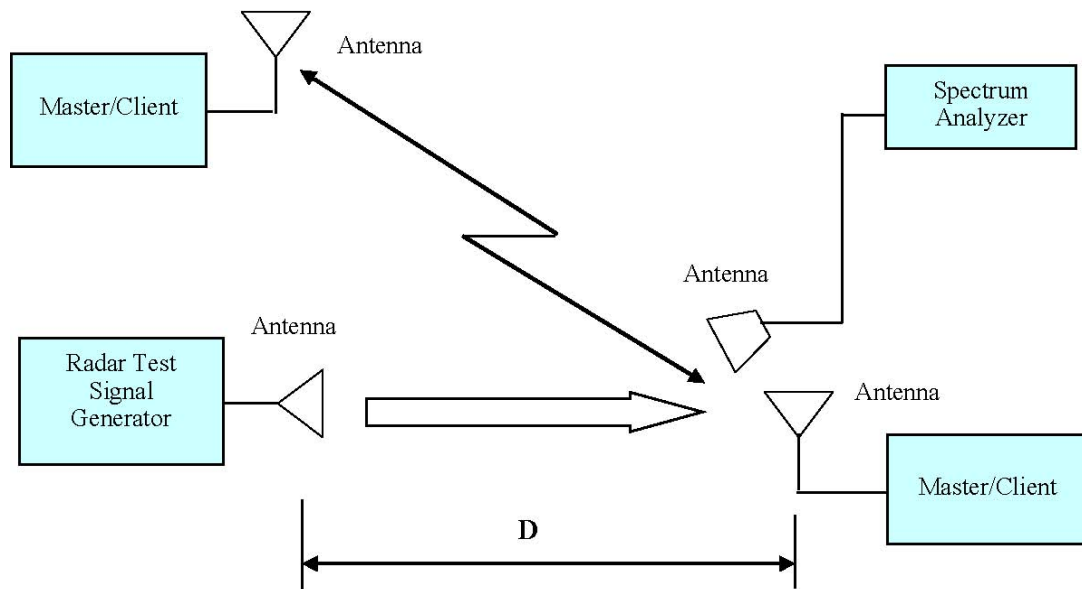 Antenna
Master/Client
Spectrum
Analyzer
Antenna
Antenna
Radar Test
Signal
Generator
Antenna
Master/Client
D